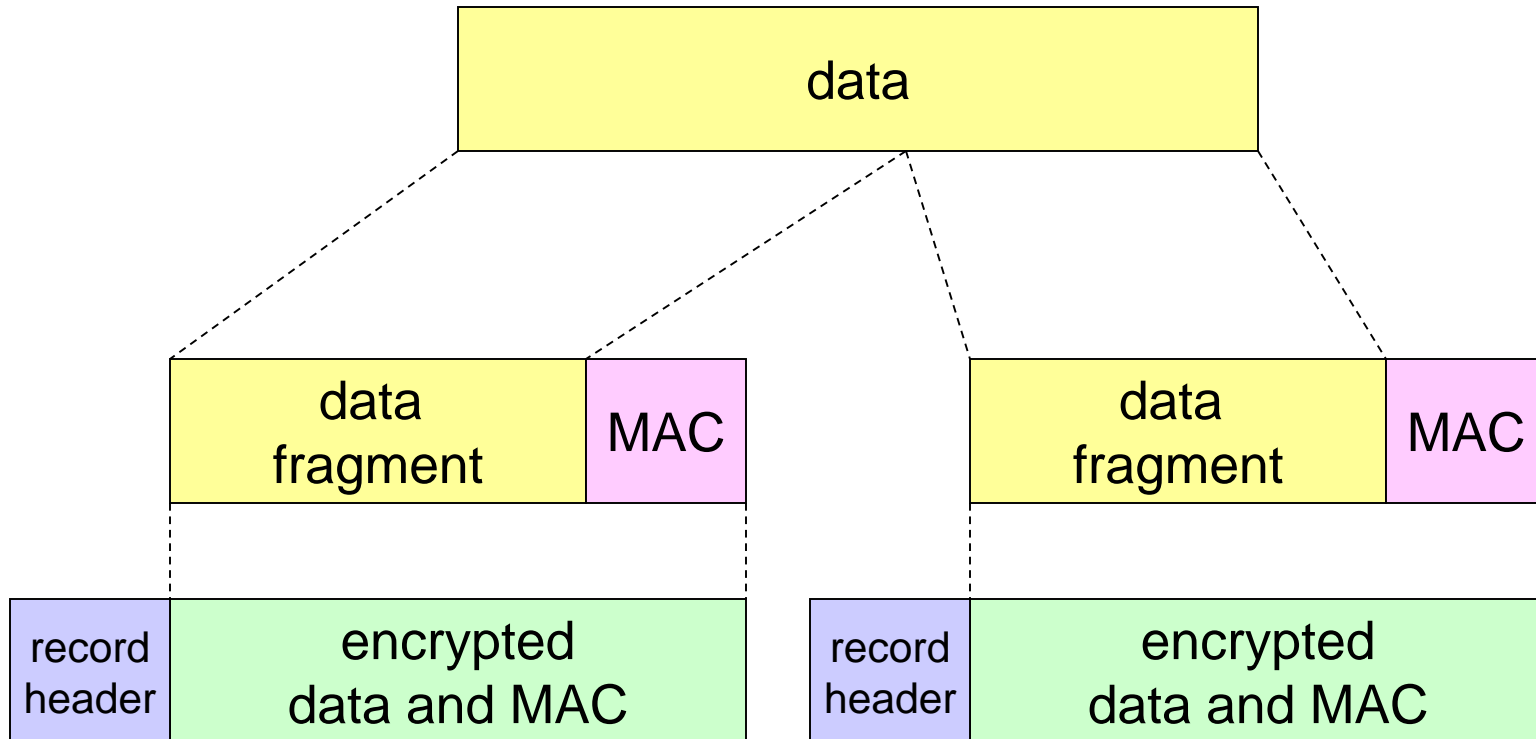 data
data
fragment
MAC
data
fragment
MAC
record
header
encrypted
data and MAC
record
header
encrypted
data and MAC